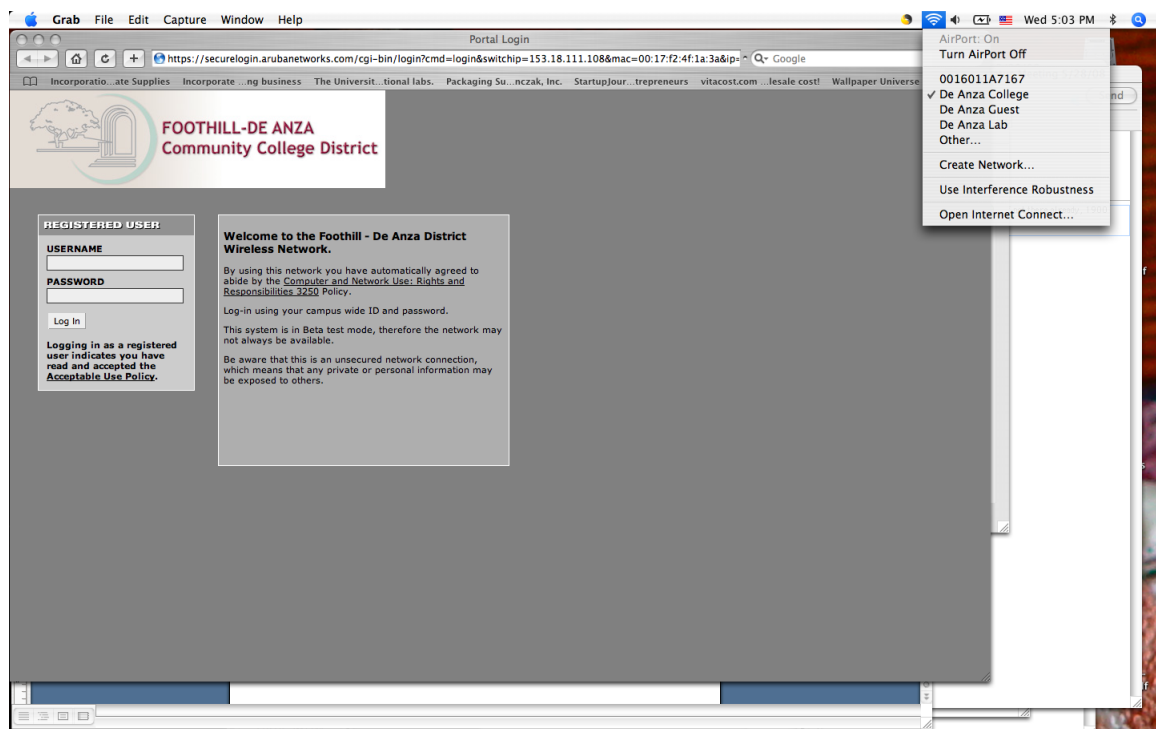 Grab File Edit Capture Window Help Wed 5:03 PM
Portal Login
https://securelogin.arubanetworks.com/cgi-bin/login?cmd=login&switchip=153.18.111.108&mac=00:17:f2:4f:1a:3a&ip= Google
Incorporatio...ate Supplies Incorporate ...ng business The Universit...tional labs. Packaging Su...nczak, Inc. StartupJour...trepreneurs vitacost.com ...lesale cost! Wallpaper Universe
AirPort: On
Turn AirPort Off
0016011A7167
✓ De Anza College
De Anza Guest
De Anza Lab
Other...
Create Network...
Use Interference Robustness
Open Internet Connect...
FOOTHILL-DE ANZA
Community College District
REGISTERED USER
USERNAME
PASSWORD
Log In
Logging in as a registered
user indicates you have
read and accepted the
Acceptable Use Policy.
Welcome to the Foothill - De Anza District
Wireless Network.
By using this network you have automatically agreed to
abide by the Computer and Network Use: Rights and
Responsibilities 3250 Policy.
Log-in using your campus wide ID and password.
This system is in Beta test mode, therefore the network may
not always be available.
Be aware that this is an unsecured network connection,
which means that any private or personal information may
be exposed to others.